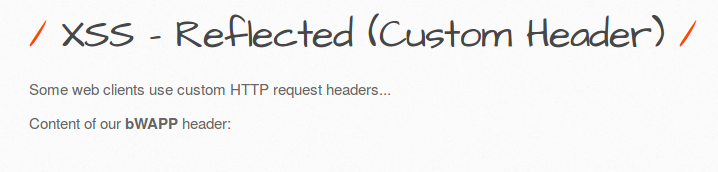 / XSS - Reflected (Custom Header) /
Some web clients use custom HTTP request headers...
Content of our bWAPP header: